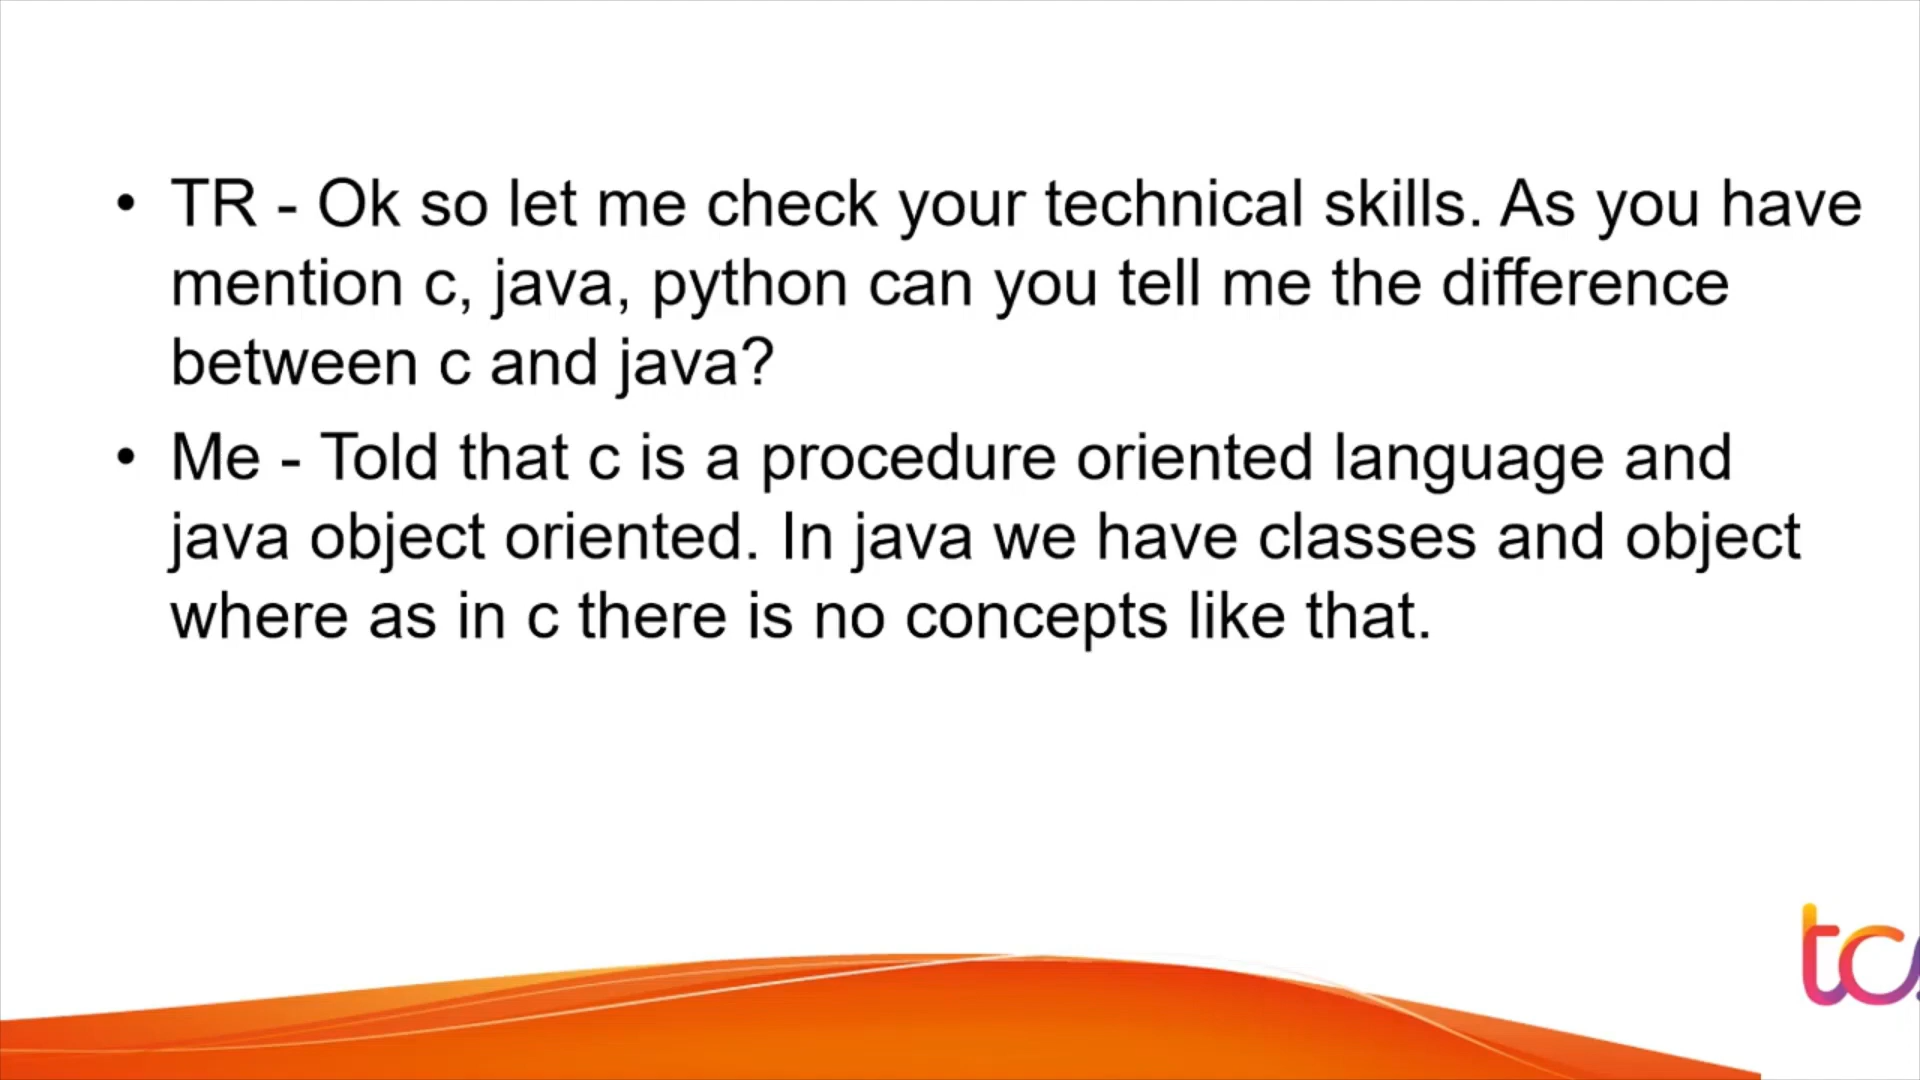 • TR - Ok so let me check your technical skills. As you have
mention c, java, python can you tell me the difference
between c and java?
• Me - Told that c is a procedure oriented language and
java object oriented. In java we have classes and object
where as in c there is no concepts like that.
tcs